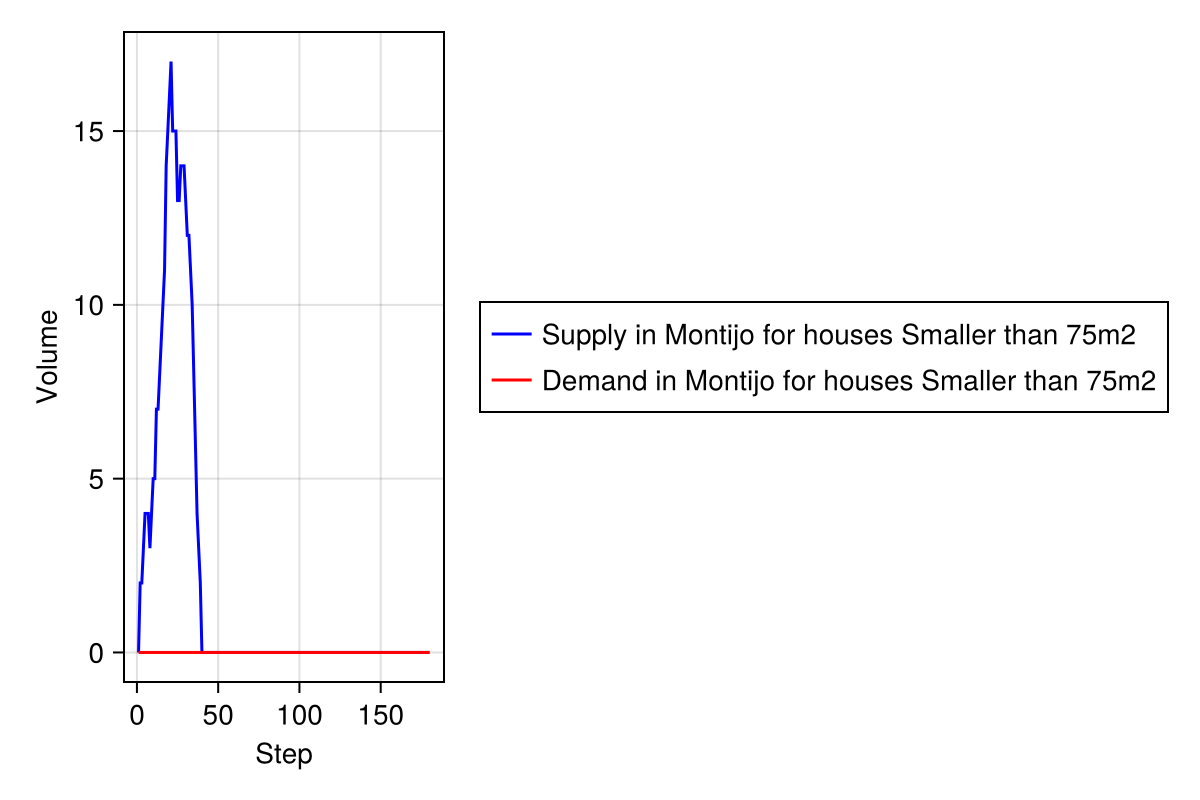 Volume
15
10
5
0
0 50 100 150
Step
Supply in Montijo for houses Smaller than 75m2
Demand in Montijo for houses Smaller than 75m2